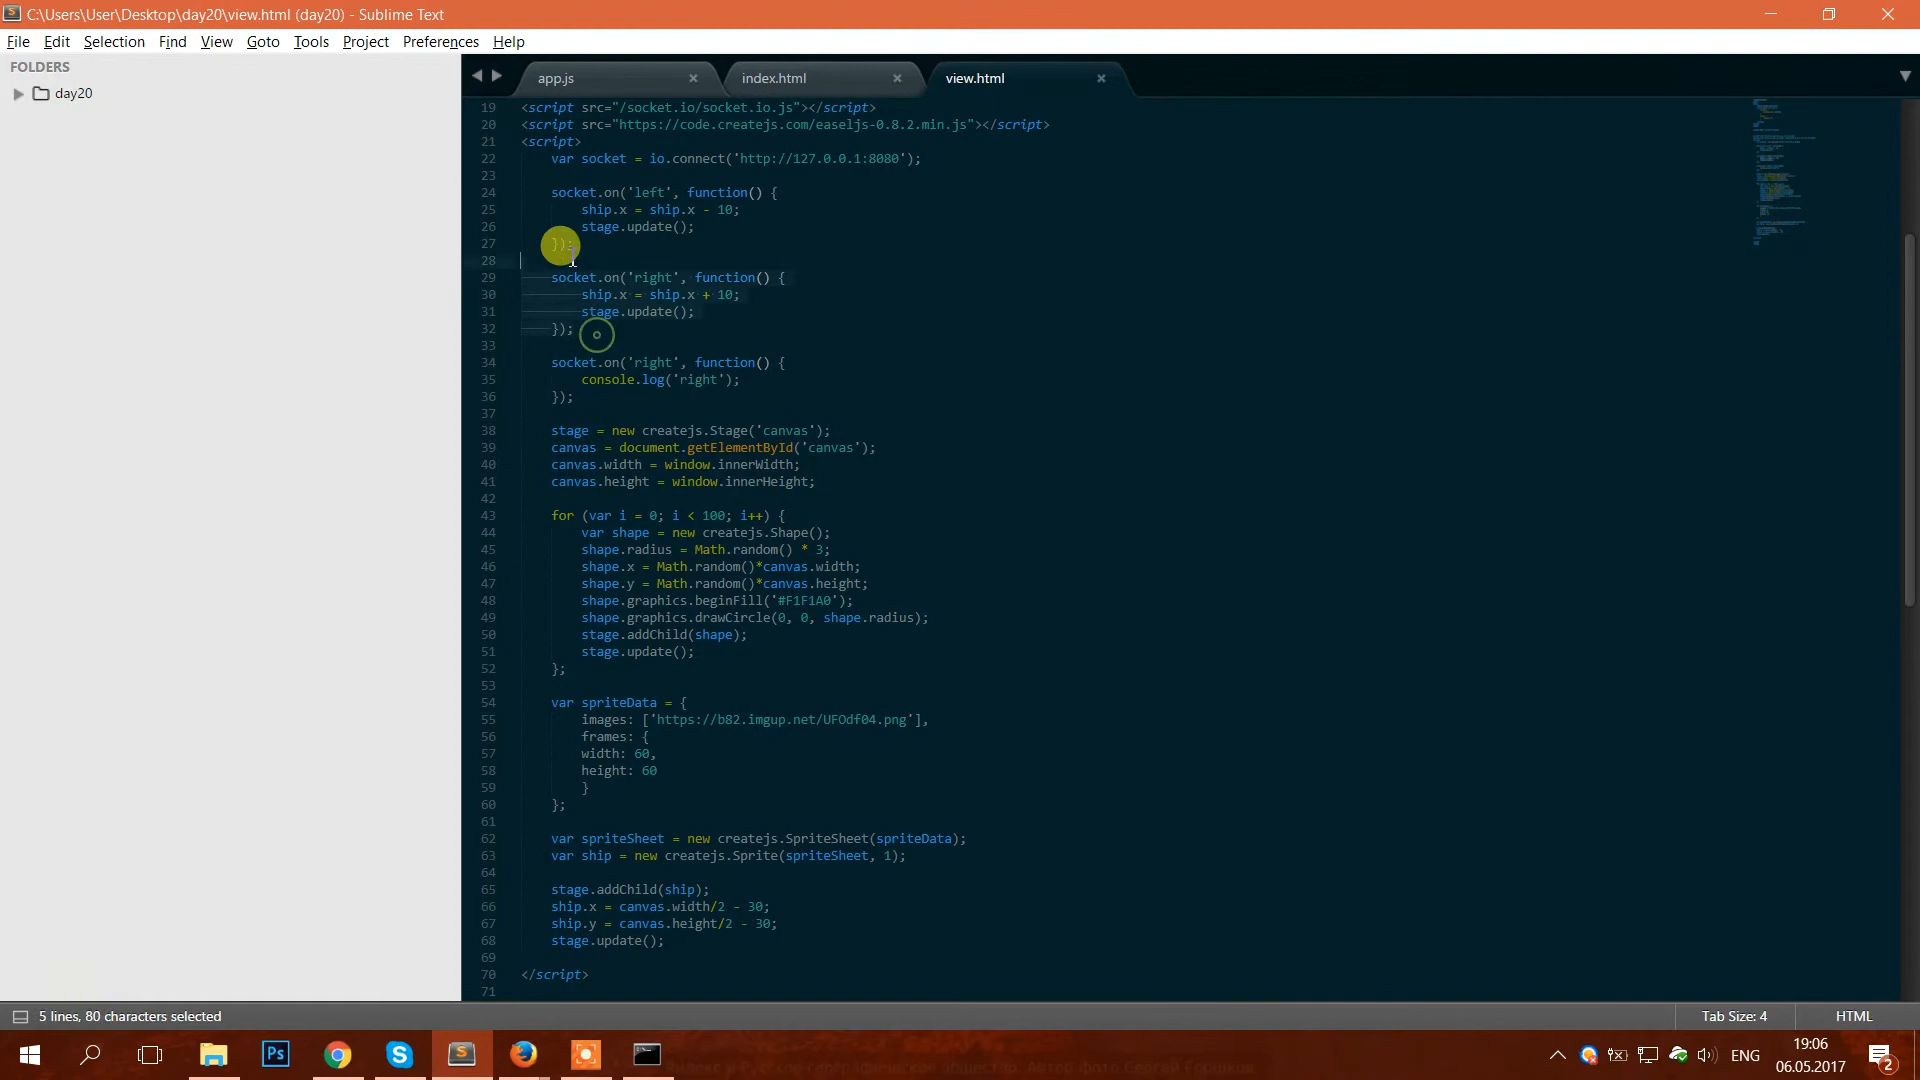 C:\Users\User\Desktop\day20\view.html (day20) - Sublime Text
File Edit Selection Find View Goto Tools Project Preferences Help
FOLDERS
day20
app.js index.html view.html
19 <script src="/socket.io/socket.io.js"></script>
20 <script src="https://code.createjs.com/easeljs-0.8.2.min.js"></script>
21 <script>
22 var socket = io.connect('http://127.0.0.1:8080');
23
24 socket.on('left', function() {
25 ship.x = ship.x - 10;
26 stage.update();
27 });
28
29 socket.on('right', function() {
30 ship.x = ship.x + 10;
31 stage.update();
32 });
33
34 socket.on('right', function() {
35 console.log('right');
36 });
37
38 stage = new createjs.Stage('canvas');
39 canvas = document.getElementById('canvas');
40 canvas.width = window.innerWidth;
41 canvas.height = window.innerHeight;
42
43 for (var i = 0; i < 100; i++) {
44 var shape = new createjs.Shape();
45 shape.radius = Math.random() * 3;
46 shape.x = Math.random()*canvas.width;
47 shape.y = Math.random()*canvas.height;
48 shape.graphics.beginFill('#F1F1A0');
49 shape.graphics.drawCircle(0, 0, shape.radius);
50 stage.addChild(shape);
51 stage.update();
52 };
53
54 var spriteData = {
55 images: ['https://b82.imgup.net/UFOdf04.png'],
56 frames: {
57 width: 60,
58 height: 60
59 }
60 };
61
62 var spriteSheet = new createjs.SpriteSheet(spriteData);
63 var ship = new createjs.Sprite(spriteSheet, 1);
64
65 stage.addChild(ship);
66 ship.x = canvas.width/2 - 30;
67 ship.y = canvas.height/2 - 30;
68 stage.update();
69
70 </script>
71
5 lines, 80 characters selected Tab Size: 4 HTML
Ps
ENG
19:06
06.05.2017
2